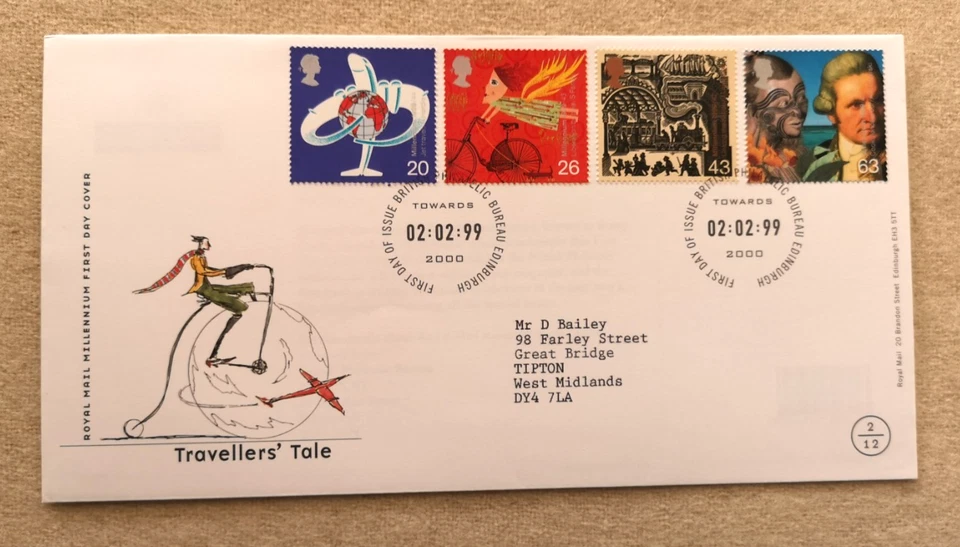 ROYAL MAIL MILLENNIUM FIRST DAY COVER
20
26
43
63
FIRST DAY OF ISSUE BRITISH PHILATELIC BUREAU EDINBURGH
TOWARDS
02:02:99
2000
FIRST DAY OF ISSUE BRITISH PHILATELIC BUREAU EDINBURGH
TOWARDS
02:02:99
2000
Mr D Bailey
98 Farley Street
Great Bridge
TIPTON
West Midlands
DY4 7LA
Travellers' Tale
Royal Mail 20 Brandon Street Edinburgh EH3 5TT
2
12